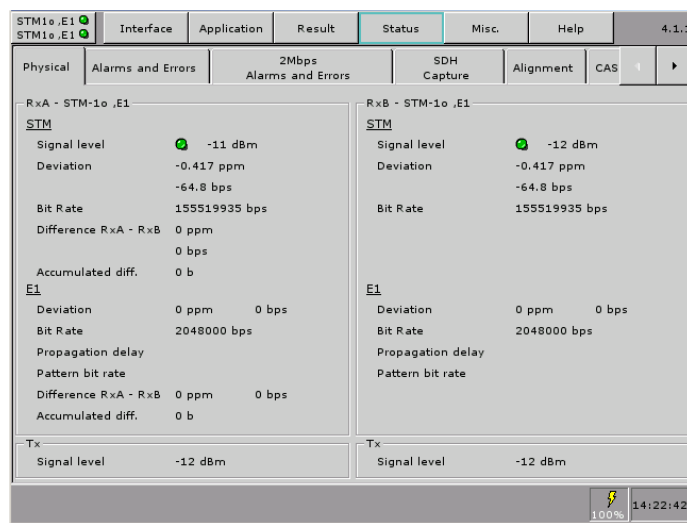 STM1o ,E1
STM1o ,E1
Interface
Application
Result
Status
Misc.
Help
4.1.1
Physical
Alarms and Errors
2Mbps
Alarms and Errors
SDH
Capture
Alignment
CAS
RxA - STM-1o ,E1
STM
Signal level -11 dBm
Deviation -0.417 ppm
-64.8 bps
Bit Rate 155519935 bps
Difference RxA - RxB 0 ppm
0 bps
Accumulated diff. 0 b
E1
Deviation 0 ppm 0 bps
Bit Rate 2048000 bps
Propagation delay
Pattern bit rate
Difference RxA - RxB 0 ppm 0 bps
Accumulated diff. 0 b
Tx
Signal level -12 dBm
RxB - STM-1o ,E1
STM
Signal level -12 dBm
Deviation -0.417 ppm
-64.8 bps
Bit Rate 155519935 bps
E1
Deviation 0 ppm 0 bps
Bit Rate 2048000 bps
Propagation delay
Pattern bit rate
Tx
Signal level -12 dBm
100%
14:22:42